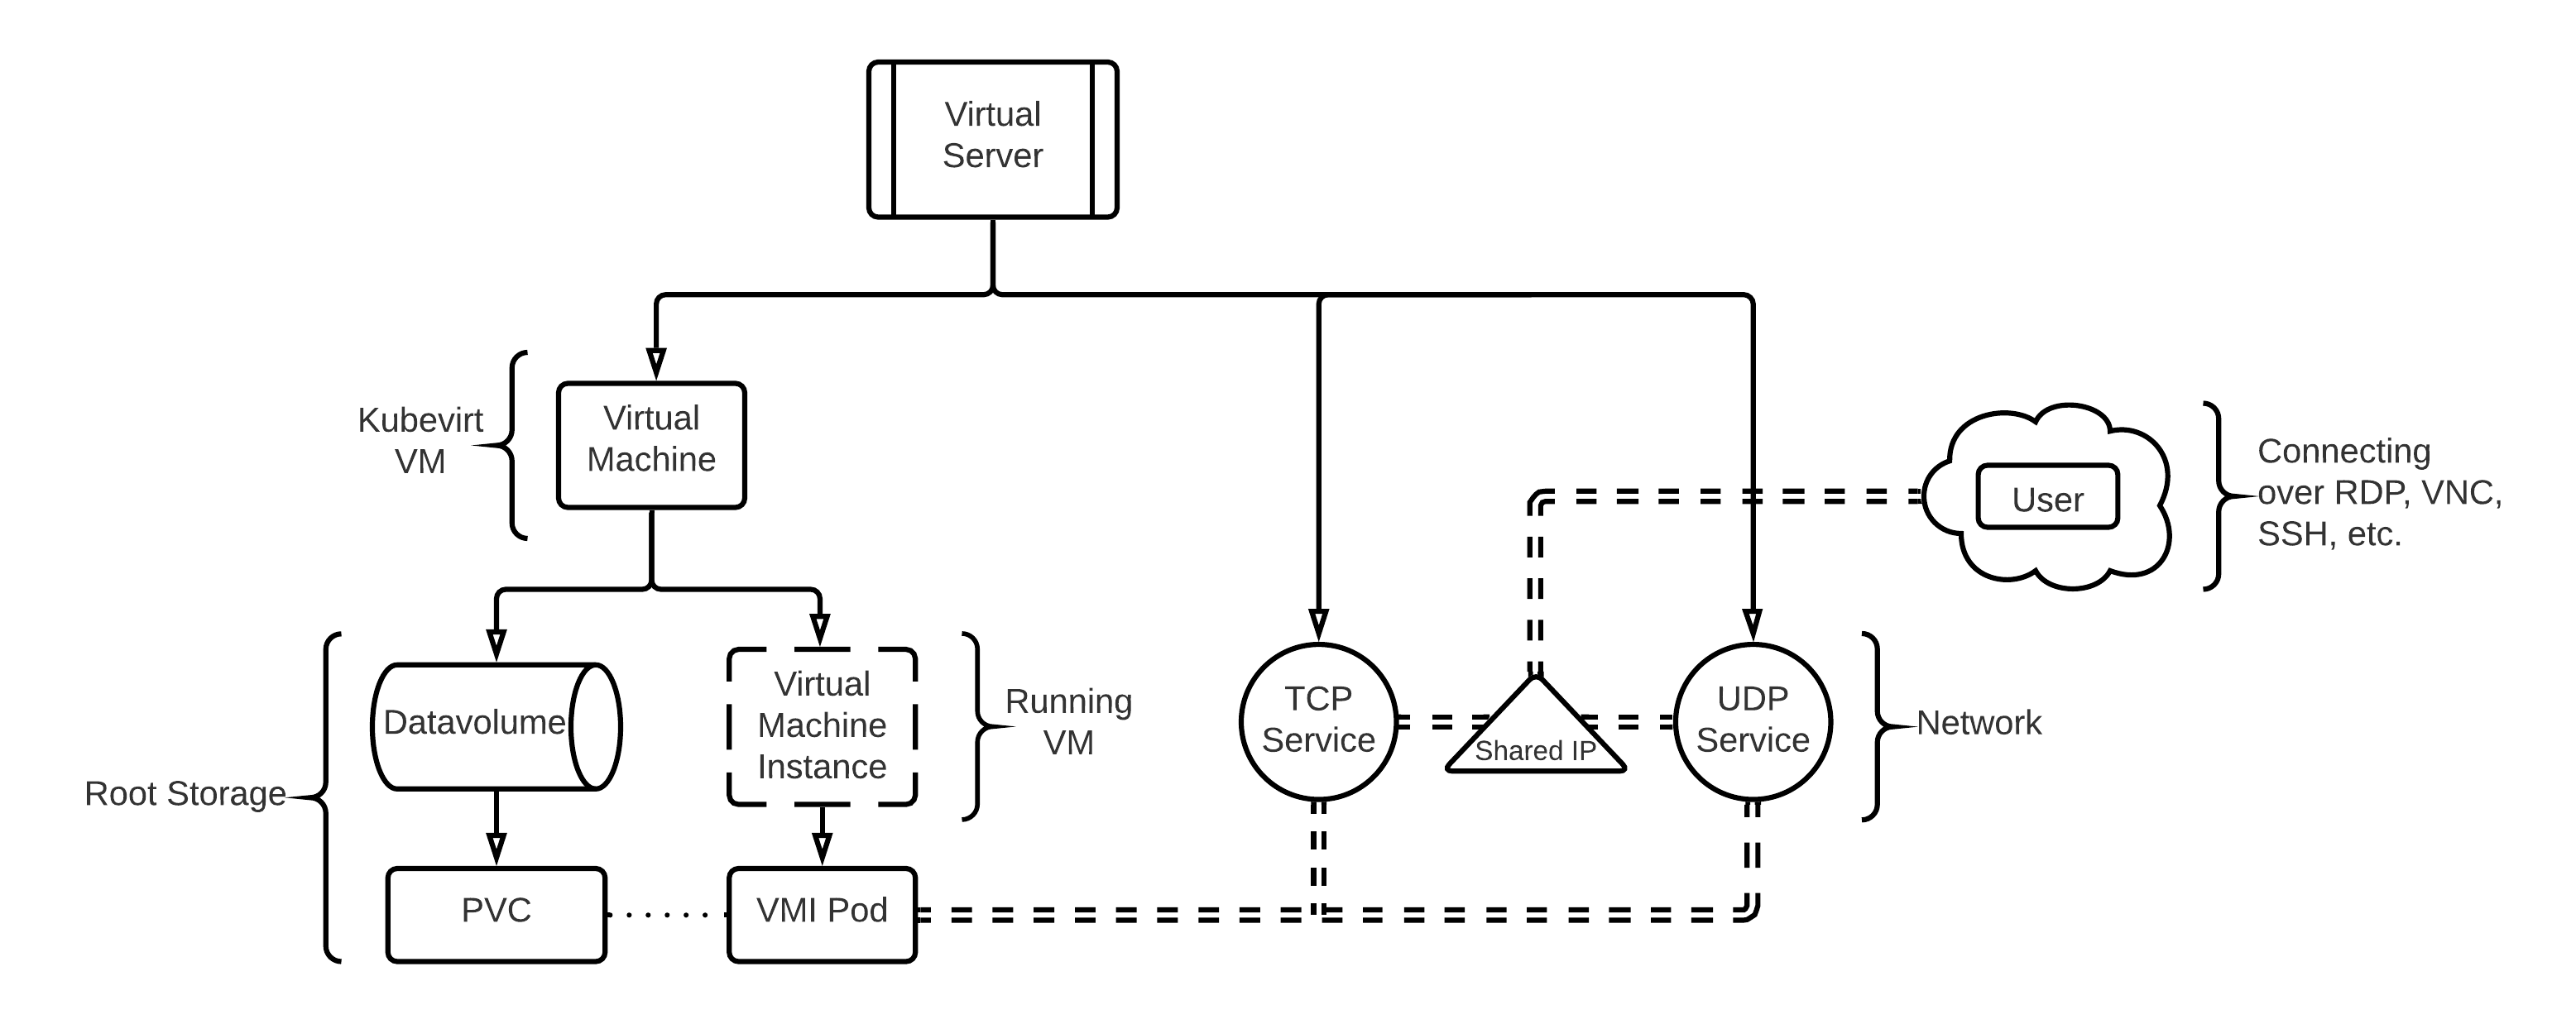 Virtual
Server
Kubevirt
VM
Virtual
Machine
User
Connecting
over RDP, VNC,
SSH, etc.
Root Storage
Datavolume
Virtual
Machine
Instance
Running
VM
TCP
Service
Shared IP
UDP
Service
Network
PVC
VMI Pod